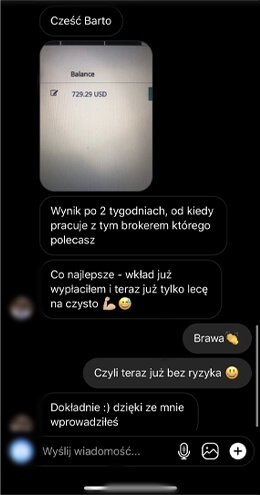 Cześć Barto
Balance
729.29 USD
Wynik po 2 tygodniach, od kiedy
pracuje z tym brokerem którego
polecasz
Co najlepsze - wkład już
wypłaciłem i teraz już tylko lecę
na czysto 💪🏼😅
Brawa👏
Czyli teraz już bez ryzyka 😃
Dokładnie :) dzięki ze mnie
wprowadziłeś
Wyślij wiadomość...